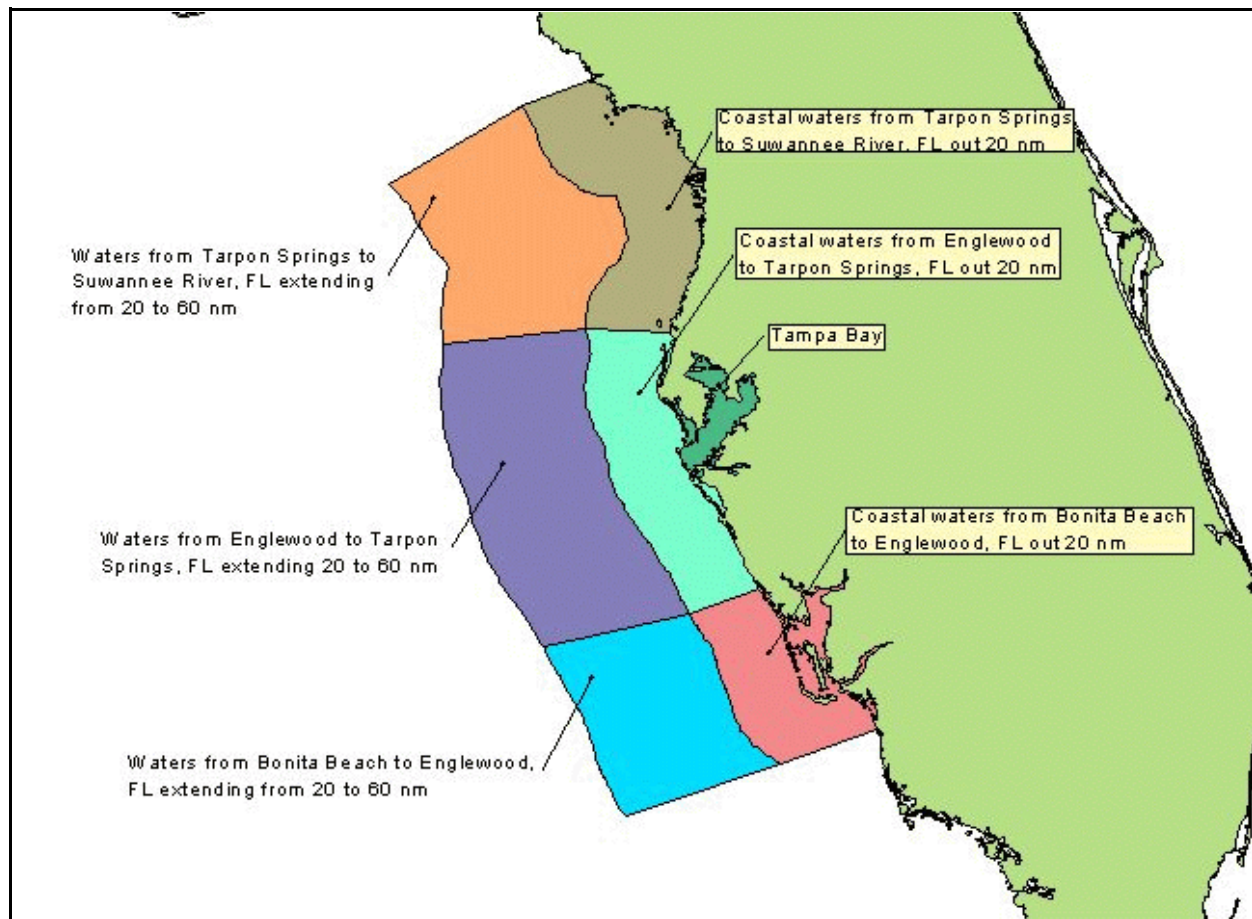 Coastal waters from Tarpon Springs
to Suwannee River, FL out 20 nm
Coastal waters from Englewood
to Tarpon Springs, FL out 20 nm
Waters from Tarpon Springs to
Suwannee River, FL extending
from 20 to 60 nm
Tampa Bay
Coastal waters from Bonita Beach
to Englewood, FL out 20 nm
Waters from Englewood to Tarpon
Springs, FL extending 20 to 60 nm
Waters from Bonita Beach to Englewood,
FL extending from 20 to 60 nm